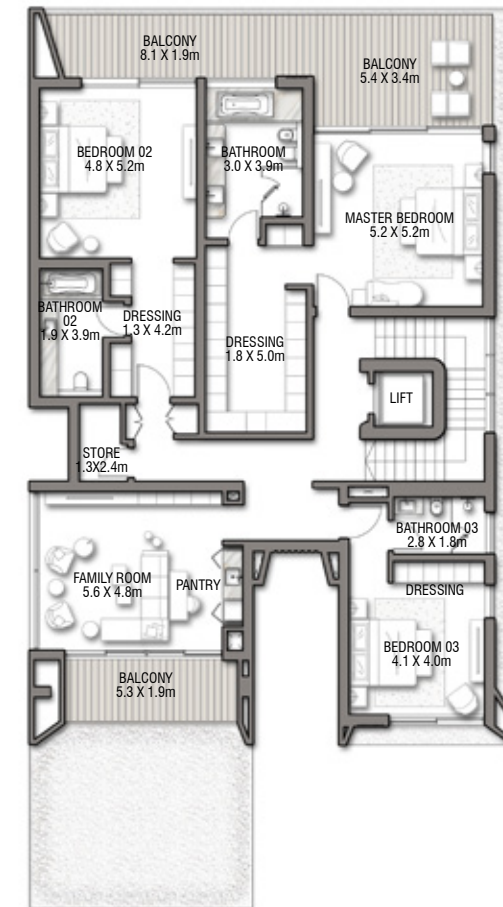 BALCONY
8.1 X 1.9m
BALCONY
5.4 X 3.4m
BEDROOM 02
4.8 X 5.2m
BATHROOM
3.0 X 3.9m
MASTER BEDROOM
5.2 X 5.2m
BATHROOM
02
1.9 X 3.9m
DRESSING
1.3 X 4.2m
DRESSING
1.8 X 5.0m
LIFT
STORE
1.3X2.4m
BATHROOM 03
2.8 X 1.8m
FAMILY ROOM
5.6 X 4.8m
PANTRY
DRESSING
BEDROOM 03
4.1 X 4.0m
BALCONY
5.3 X 1.9m